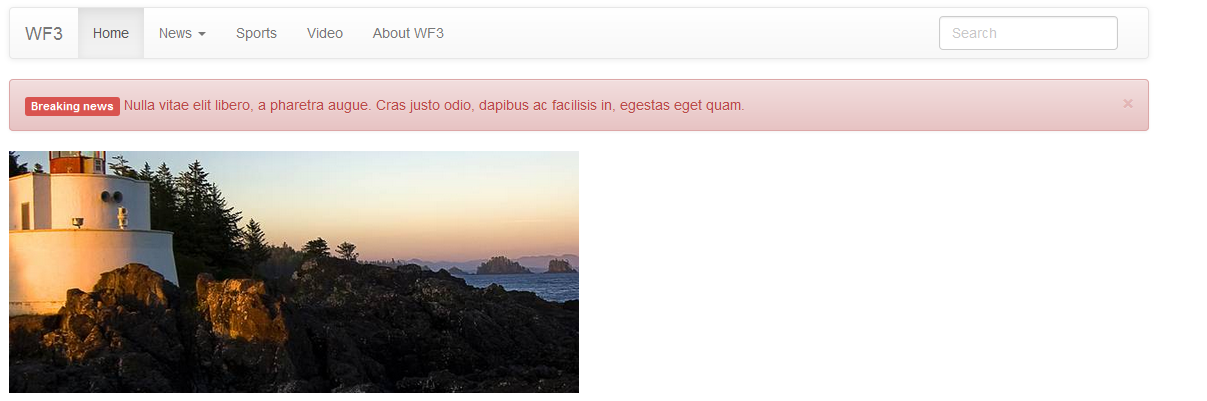 WF3 Home News Sports Video About WF3 Search
Breaking news Nulla vitae elit libero, a pharetra augue. Cras justo odio, dapibus ac facilisis in, egestas eget quam. ×